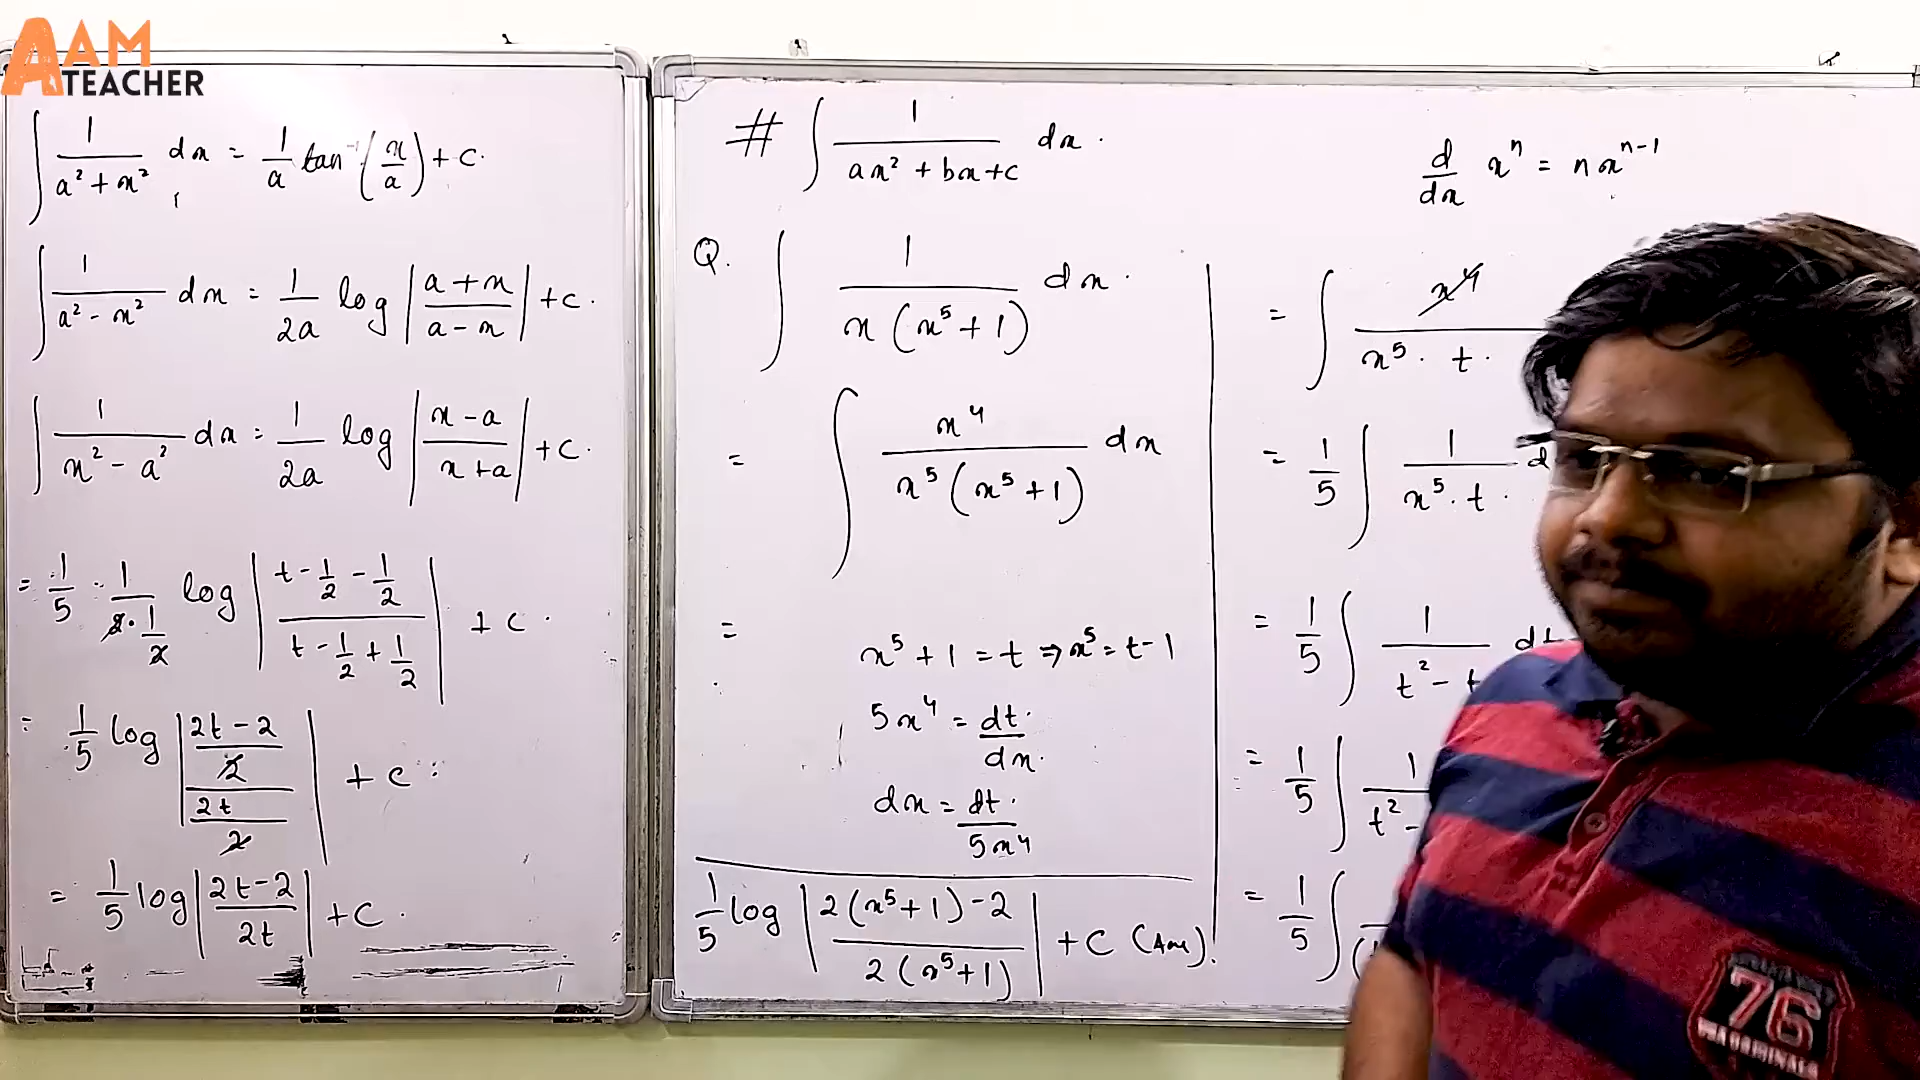 AAM
TEACHER
∫ 1/(a² + x²) dx = 1/a tan⁻¹(x/a) + c.
∫ 1/(a² - x²) dx = 1/2a log |(a + x)/(a - x)| + c.
∫ 1/(x² - a²) dx = 1/2a log |(x - a)/(x + a)| + c.
= 1/5 · 1/(2·1/2) log |(t - 1/2 - 1/2)/(t - 1/2 + 1/2)| + c.
= 1/5 log |((2t - 2)/2)/(2t/2)| + c
= 1/5 log |(2t - 2)/2t| + c.
# ∫ 1/(ax² + bx + c) dx.
Q. ∫ 1/(x(x⁵ + 1)) dx.
= ∫ x⁴/(x⁵(x⁵ + 1)) dx
=
x⁵ + 1 = t ⇒ x⁵ = t - 1
5x⁴ = dt/dx.
dx = dt/5x⁴
1/5 log |(2(x⁵ + 1) - 2)/(2(x⁵ + 1))| + c (Ans).
d/dx xⁿ = n xⁿ⁻¹
= ∫ x⁴/(x⁵ · t ·
= 1/5 ∫ 1/(x⁵ · t ·) d
= 1/5 ∫ 1/(t² - t) dt
= 1/5 ∫ 1/(t² -
= 1/5 ∫
76